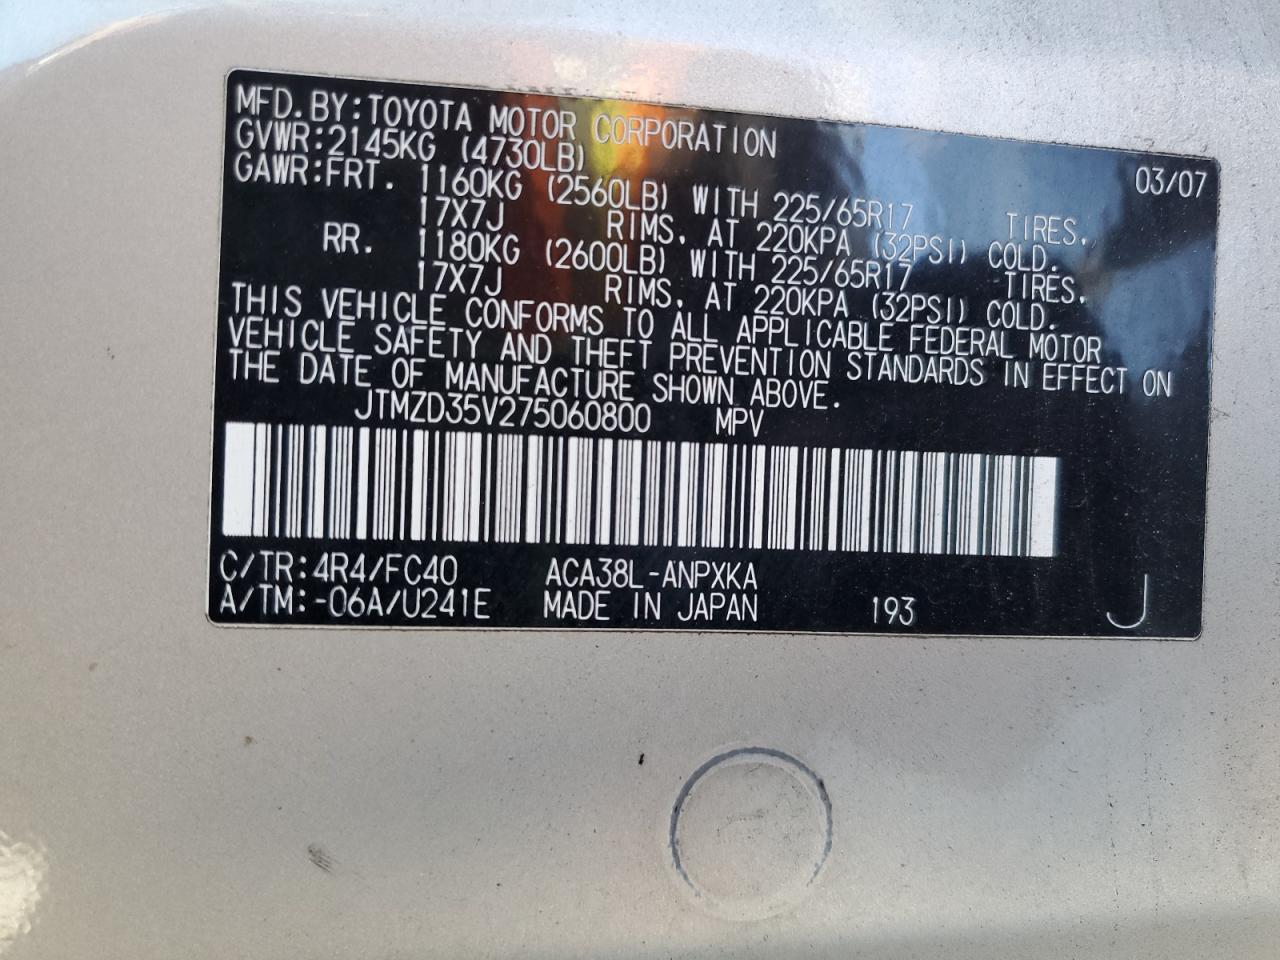 MFD. BY: TOYOTA MOTOR CORPORATION 03/07
GVWR: 2145KG (4730LB)
GAWR: FRT. 1160KG (2560LB) WITH 225/65R17 TIRES,
17X7J RIMS, AT 220KPA (32PSI) COLD.
RR. 1180KG (2600LB) WITH 225/65R17 TIRES,
17X7J RIMS, AT 220KPA (32PSI) COLD.
THIS VEHICLE CONFORMS TO ALL APPLICABLE FEDERAL MOTOR
VEHICLE SAFETY AND THEFT PREVENTION STANDARDS IN EFFECT ON
THE DATE OF MANUFACTURE SHOWN ABOVE.
JTMZD35V275060800 MPV
C/TR: 4R4/FC40 ACA38L-ANPXKA
A/TM: -06A/U241E MADE IN JAPAN 193 J